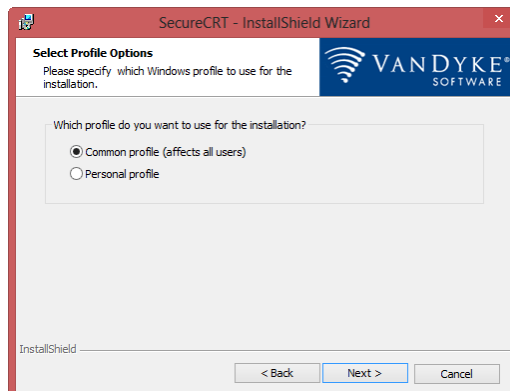 SecureCRT - InstallShield Wizard
Select Profile Options
Please specify which Windows profile to use for the
installation.
VANDYKE®
SOFTWARE
Which profile do you want to use for the installation?
Common profile (affects all users)
Personal profile
InstallShield
< Back
Next >
Cancel